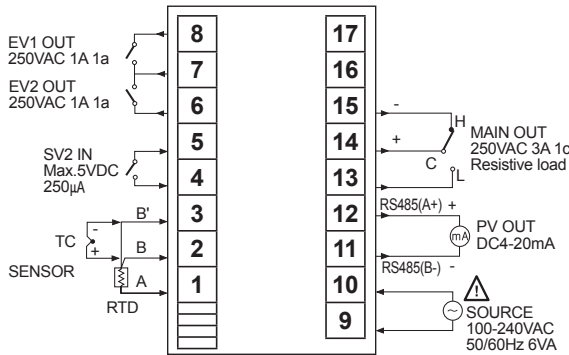 EV1 OUT
250VAC 1A 1a
EV2 OUT
250VAC 1A 1a
SV2 IN
Max.5VDC
250µA
TC
-
+
SENSOR
B'
B
A
RTD
8
7
6
5
4
3
2
1
17
16
15
14
13
12
11
10
9
-
+
H
C
L
MAIN OUT
250VAC 3A 1c
Resistive load
RS485(A+) +
mA
PV OUT
DC4-20mA
RS485(B-) -
!
~
SOURCE
100-240VAC
50/60Hz 6VA